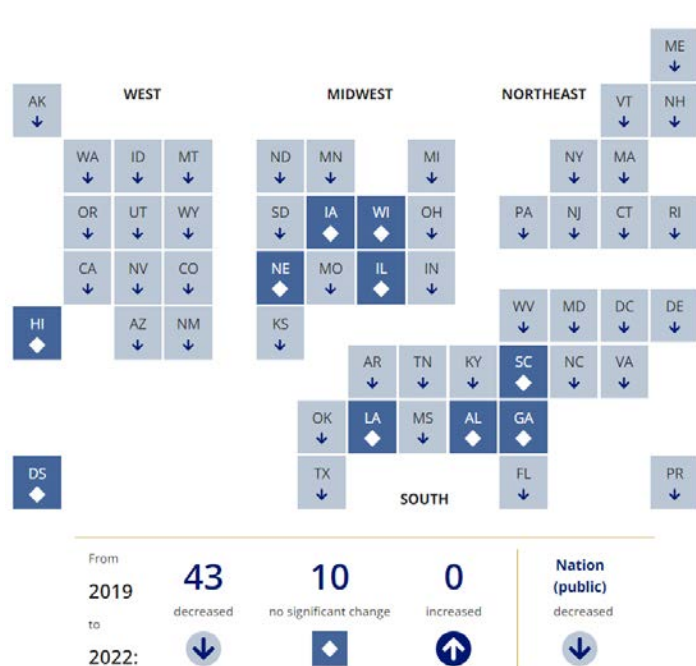 ME
AK WEST MIDWEST NORTHEAST VT NH
WA ID MT ND MN MI NY MA
OR UT WY SD IA WI OH PA NJ CT RI
CA NV CO NE MO IL IN
HI AZ NM KS WV MD DC DE
AR TN KY SC NC VA
OK LA MS AL GA
DS TX SOUTH FL PR
From
2019
to
2022:
43
decreased
10
no significant change
0
increased
Nation
(public)
decreased